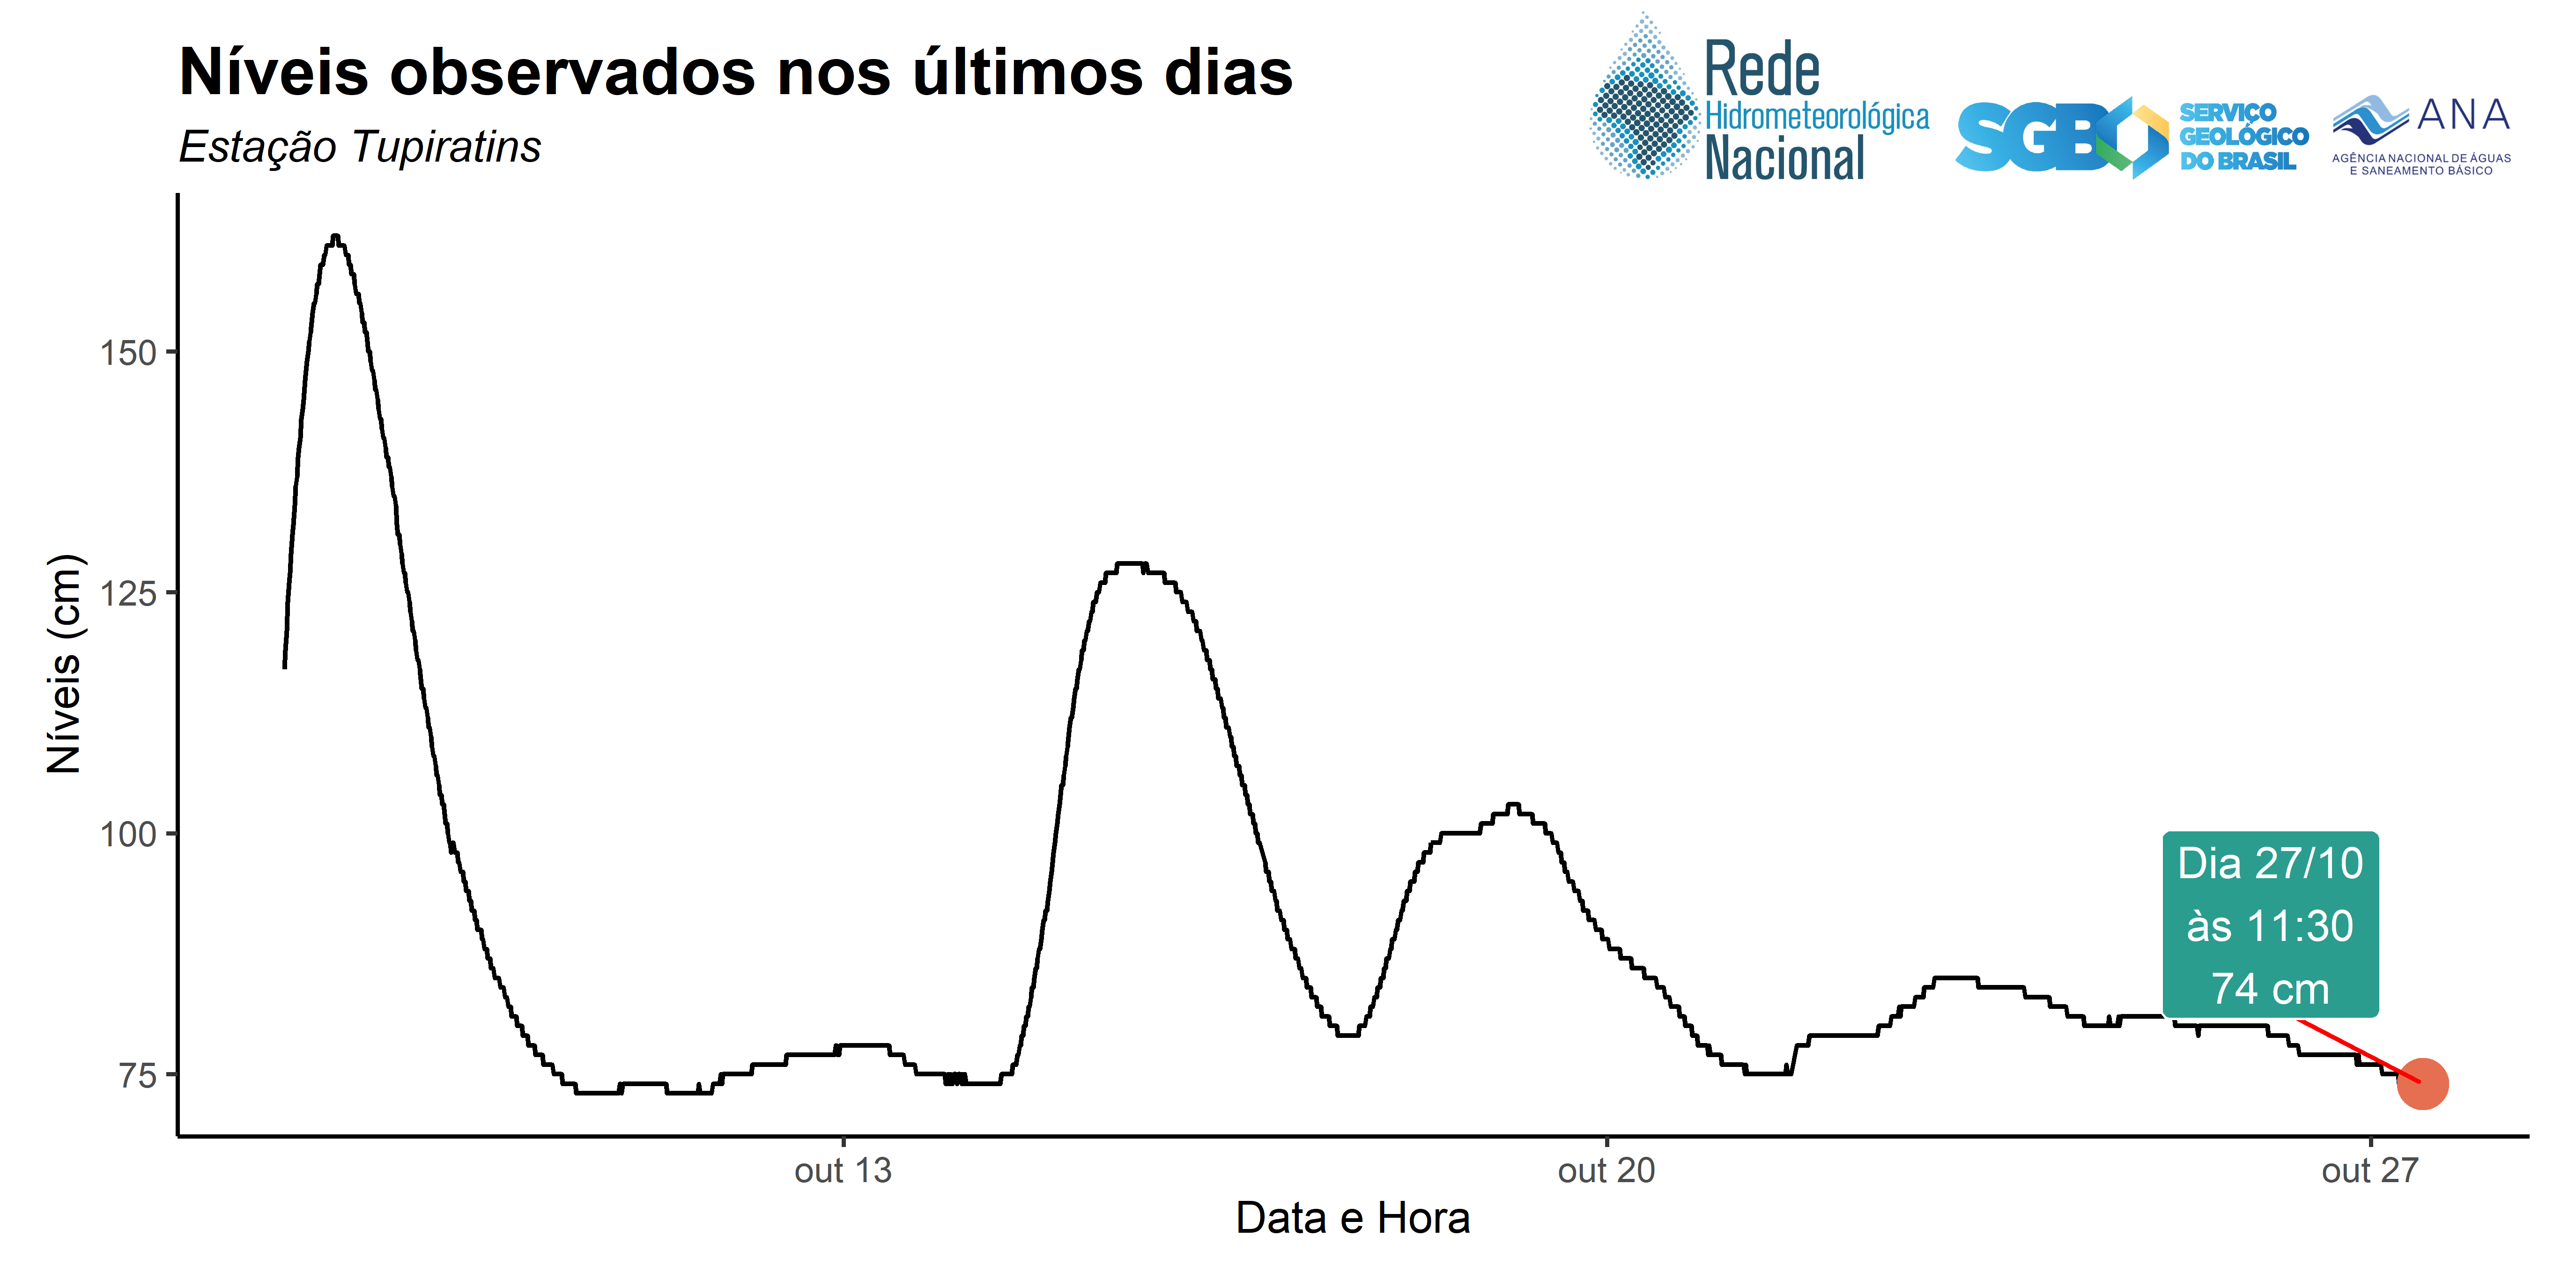 Níveis observados nos últimos dias
Estação Tupiratins
Rede
Hidrometeorológica
Nacional
SGB
SERVIÇO
GEOLÓGICO
DO BRASIL
ANA
AGÊNCIA NACIONAL DE ÁGUAS
E SANEAMENTO BÁSICO
Níveis (cm)
150
125
100
75
Dia 27/10
às 11:30
74 cm
out 13
out 20
out 27
Data e Hora